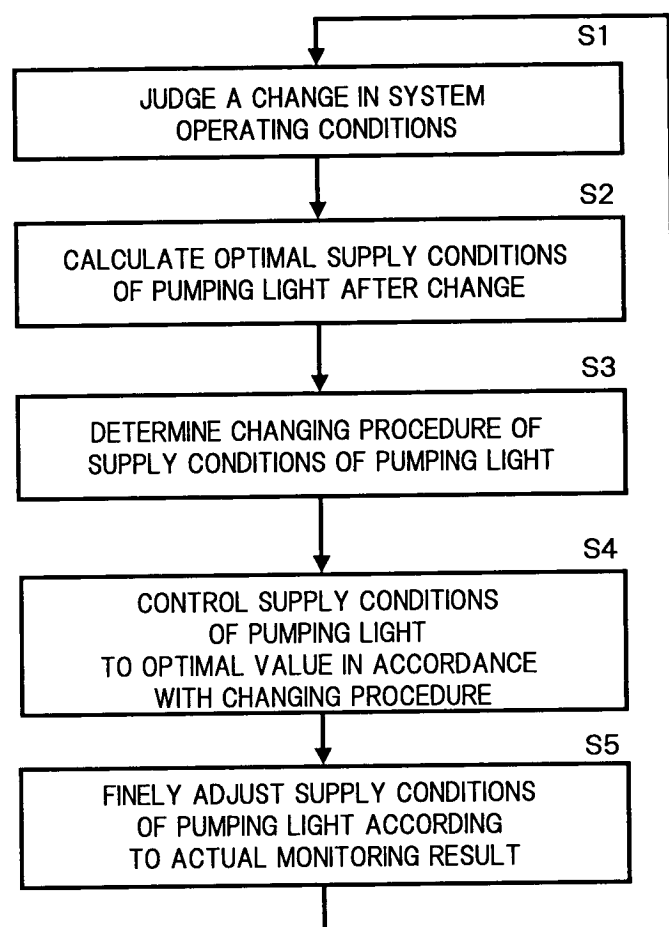 S1
JUDGE A CHANGE IN SYSTEM
OPERATING CONDITIONS
S2
CALCULATE OPTIMAL SUPPLY CONDITIONS
OF PUMPING LIGHT AFTER CHANGE
S3
DETERMINE CHANGING PROCEDURE OF
SUPPLY CONDITIONS OF PUMPING LIGHT
S4
CONTROL SUPPLY CONDITIONS
OF PUMPING LIGHT
TO OPTIMAL VALUE IN ACCORDANCE
WITH CHANGING PROCEDURE
S5
FINELY ADJUST SUPPLY CONDITIONS
OF PUMPING LIGHT ACCORDING
TO ACTUAL MONITORING RESULT